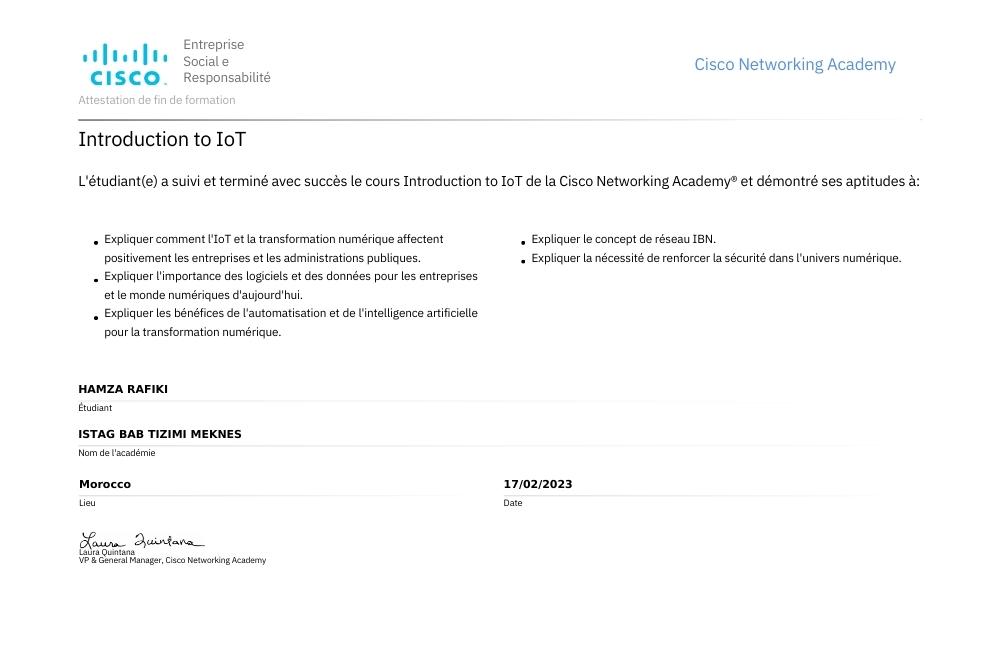 CISCO
Entreprise
Social e
Responsabilité
Cisco Networking Academy
Attestation de fin de formation
Introduction to IoT
L'étudiant(e) a suivi et terminé avec succès le cours Introduction to IoT de la Cisco Networking Academy® et démontré ses aptitudes à:
• Expliquer comment l'IoT et la transformation numérique affectent
positivement les entreprises et les administrations publiques.
• Expliquer l'importance des logiciels et des données pour les entreprises
et le monde numériques d'aujourd'hui.
• Expliquer les bénéfices de l'automatisation et de l'intelligence artificielle
pour la transformation numérique.
• Expliquer le concept de réseau IBN.
• Expliquer la nécessité de renforcer la sécurité dans l'univers numérique.
HAMZA RAFIKI
Étudiant
ISTAG BAB TIZIMI MEKNES
Nom de l'académie
Morocco
Lieu
17/02/2023
Date
Laura Quintana
Laura Quintana
VP & General Manager, Cisco Networking Academy